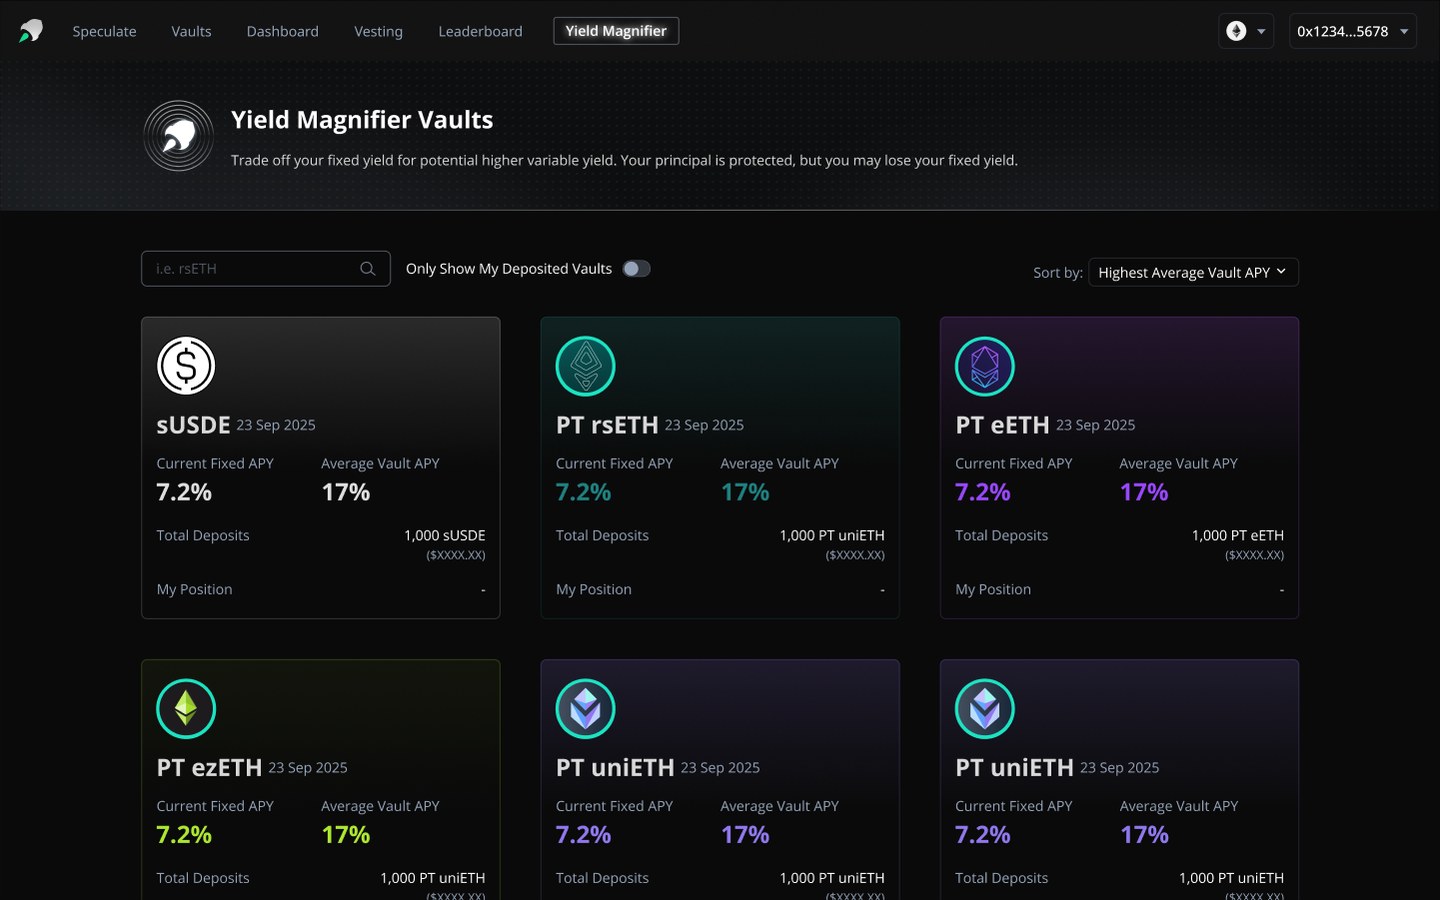 Speculate Vaults Dashboard Vesting Leaderboard Yield Magnifier 0x1234...5678
Yield Magnifier Vaults
Trade off your fixed yield for potential higher variable yield. Your principal is protected, but you may lose your fixed yield.
i.e. rsETH Only Show My Deposited Vaults Sort by: Highest Average Vault APY
sUSDE 23 Sep 2025
Current Fixed APY Average Vault APY
7.2% 17%
Total Deposits 1,000 sUSDE
($XXXX.XX)
My Position -
PT rsETH 23 Sep 2025
Current Fixed APY Average Vault APY
7.2% 17%
Total Deposits 1,000 PT uniETH
($XXXX.XX)
My Position -
PT eETH 23 Sep 2025
Current Fixed APY Average Vault APY
7.2% 17%
Total Deposits 1,000 PT eETH
($XXXX.XX)
My Position -
PT ezETH 23 Sep 2025
Current Fixed APY Average Vault APY
7.2% 17%
Total Deposits 1,000 PT uniETH
($XXXX.XX)
PT uniETH 23 Sep 2025
Current Fixed APY Average Vault APY
7.2% 17%
Total Deposits 1,000 PT uniETH
($XXXX.XX)
PT uniETH 23 Sep 2025
Current Fixed APY Average Vault APY
7.2% 17%
Total Deposits 1,000 PT uniETH
($XXXX.XX)